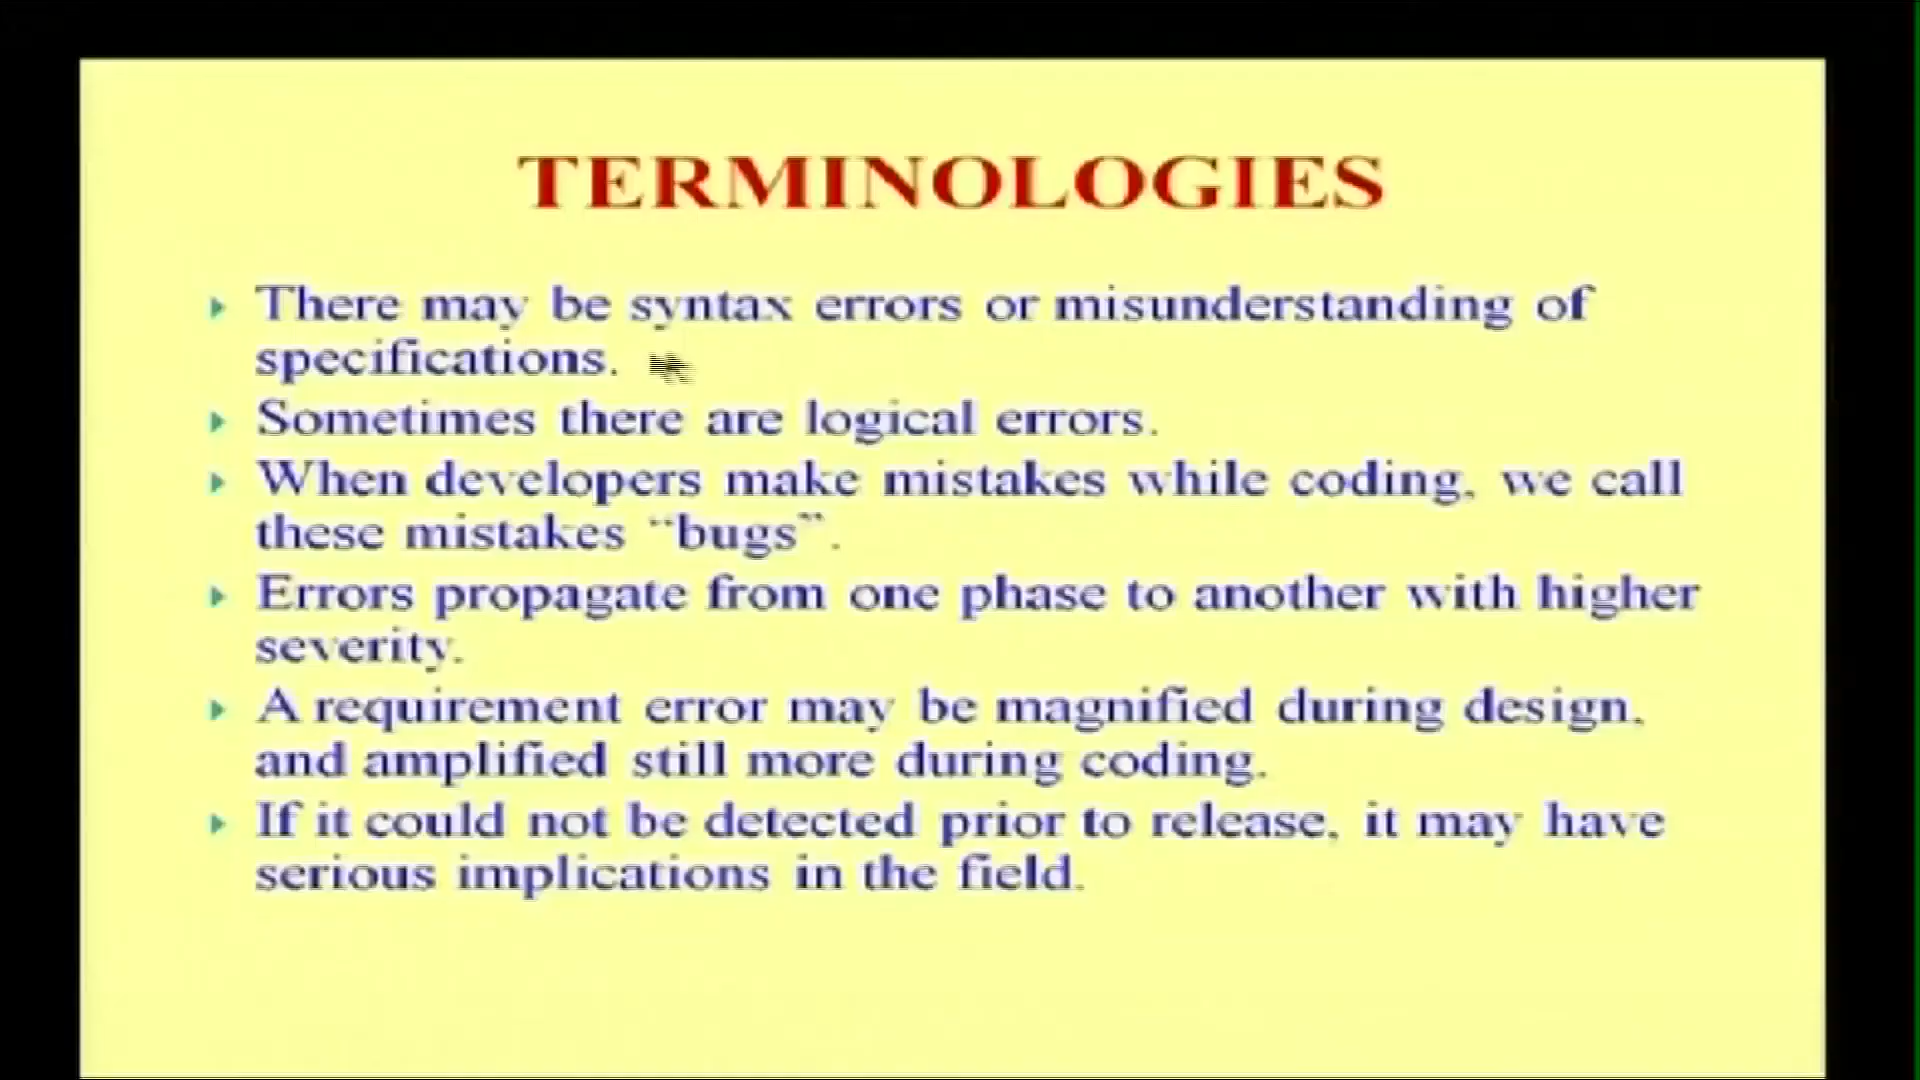 TERMINOLOGIES
There may be syntax errors or misunderstanding of
specifications.
Sometimes there are logical errors.
When developers make mistakes while coding, we call
these mistakes “bugs”.
Errors propagate from one phase to another with higher
severity.
A requirement error may be magnified during design,
and amplified still more during coding.
If it could not be detected prior to release, it may have
serious implications in the field.